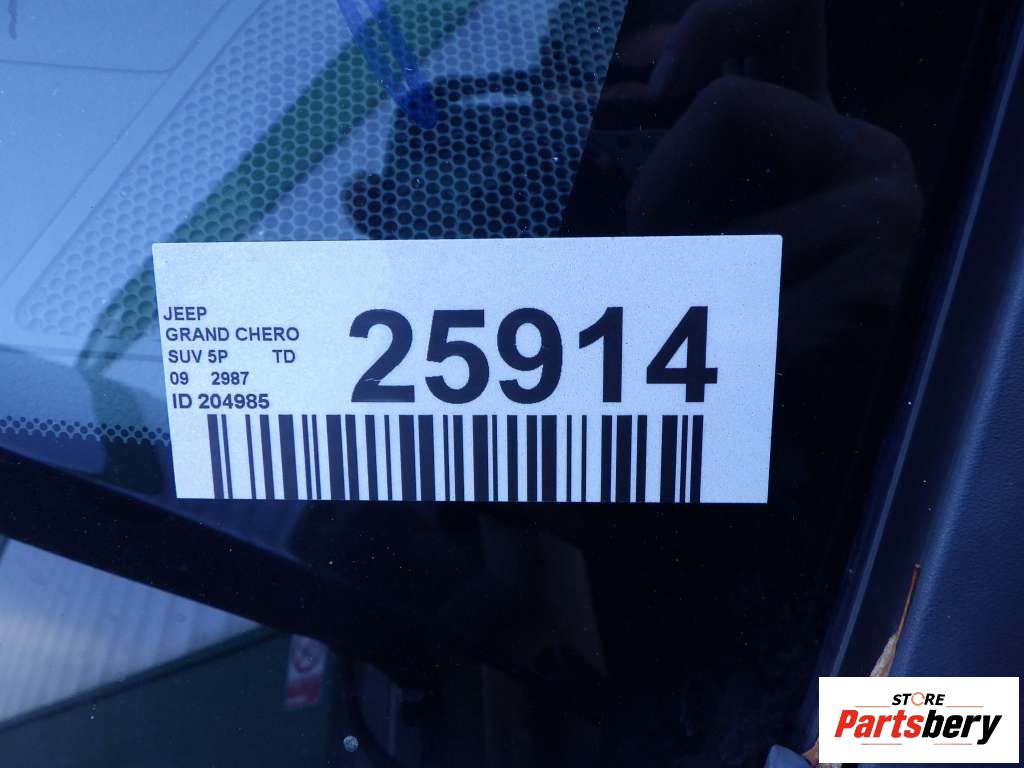 JEEP
GRAND CHERO
SUV 5P TD
09 2987
ID 204985
25914
STORE
Partsbery